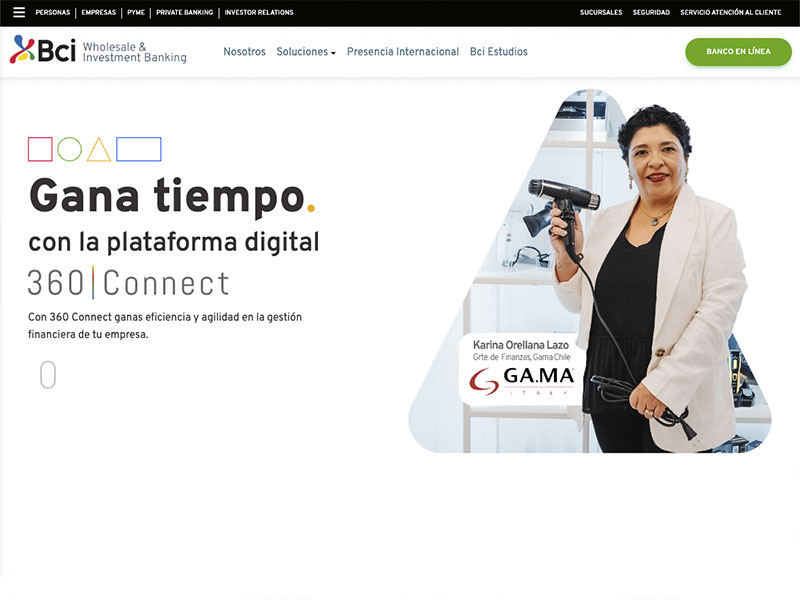 PERSONAS | EMPRESAS | PYME | PRIVATE BANKING | INVESTOR RELATIONS
SUCURSALES SEGURIDAD SERVICIO ATENCIÓN AL CLIENTE
Bci Wholesale &
Investment Banking
Nosotros Soluciones Presencia Internacional Bci Estudios
BANCO EN LÍNEA
Gana tiempo.
con la plataforma digital
360|Connect
Con 360 Connect ganas eficiencia y agilidad en la gestión
financiera de tu empresa.
Karina Orellana Lazo
Grte. de Finanzas, Gama Chile
GA.MA
ITALY